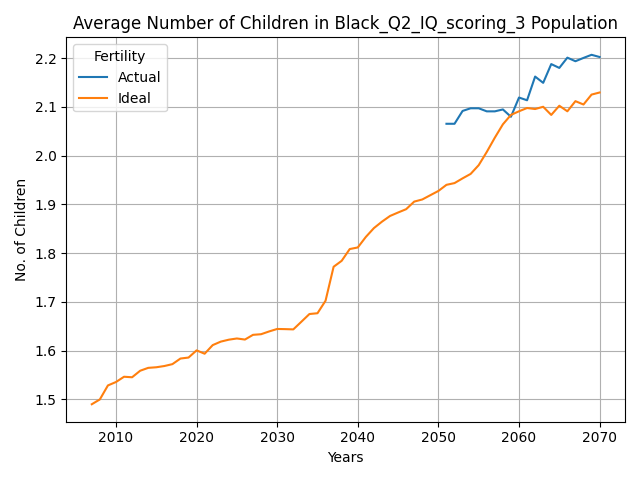 Average Number of Children in Black_Q2_IQ_scoring_3 Population
Fertility
Actual
Ideal
No. of Children
2.2
2.1
2.0
1.9
1.8
1.7
1.6
1.5
2010 2020 2030 2040 2050 2060 2070
Years